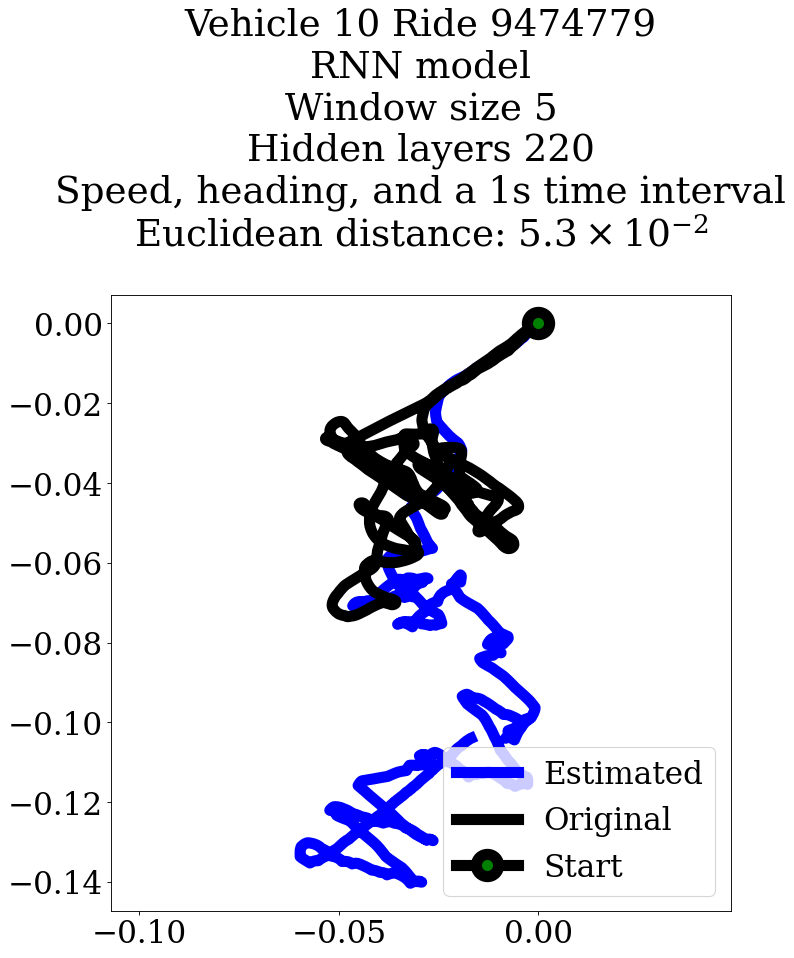 Vehicle 10 Ride 9474779
RNN model
Window size 5
Hidden layers 220
Speed, heading, and a 1s time interval
Euclidean distance: 5.3 × 10⁻²
0.00
−0.02
−0.04
−0.06
−0.08
−0.10
−0.12
−0.14
Estimated
Original
Start
−0.10 −0.05 0.00